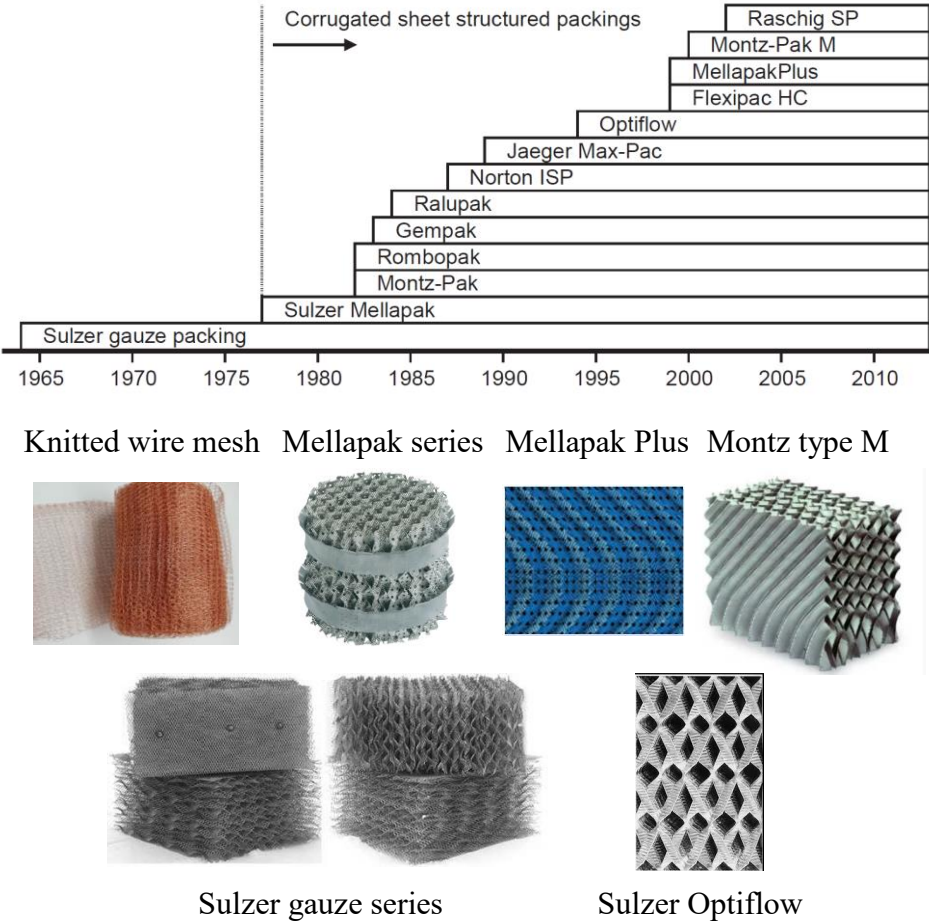 Corrugated sheet structured packings
Raschig SP
Montz-Pak M
MellapakPlus
Flexipac HC
Optiflow
Jaeger Max-Pac
Norton ISP
Ralupak
Gempak
Rombopak
Montz-Pak
Sulzer Mellapak
Sulzer gauze packing
1965 1970 1975 1980 1985 1990 1995 2000 2005 2010
Knitted wire mesh Mellapak series Mellapak Plus Montz type M
Sulzer gauze series Sulzer Optiflow